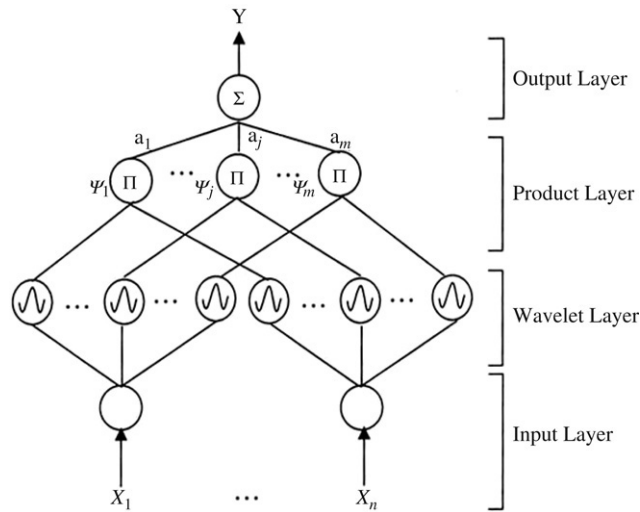 Y
Output Layer
Σ
a1 aj am
Π ... Π ... Π
Ψ1 Ψj Ψm
Product Layer
... ... ... ...
Wavelet Layer
Input Layer
X1 ... Xn